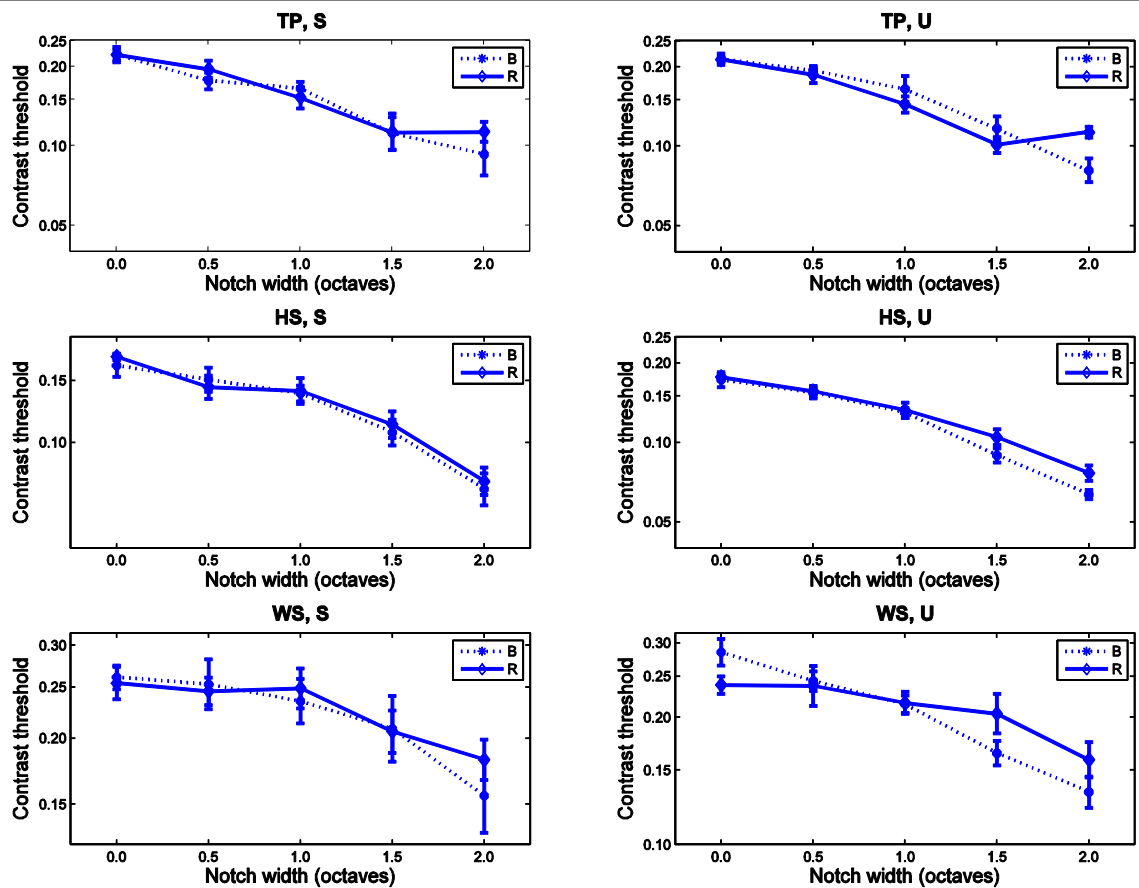 TP, S
0.25
0.20
0.15
0.10
0.05
Contrast threshold
B
R
0.0 0.5 1.0 1.5 2.0
Notch width (octaves)
TP, U
0.25
0.20
0.15
0.10
0.05
Contrast threshold
B
R
0.0 0.5 1.0 1.5 2.0
Notch width (octaves)
HS, S
0.15
0.10
Contrast threshold
B
R
0.0 0.5 1.0 1.5 2.0
Notch width (octaves)
HS, U
0.25
0.20
0.15
0.10
0.05
Contrast threshold
B
R
0.0 0.5 1.0 1.5 2.0
Notch width (octaves)
WS, S
0.30
0.25
0.20
0.15
Contrast threshold
B
R
0.0 0.5 1.0 1.5 2.0
Notch width (octaves)
WS, U
0.30
0.25
0.20
0.15
0.10
Contrast threshold
B
R
0.0 0.5 1.0 1.5 2.0
Notch width (octaves)